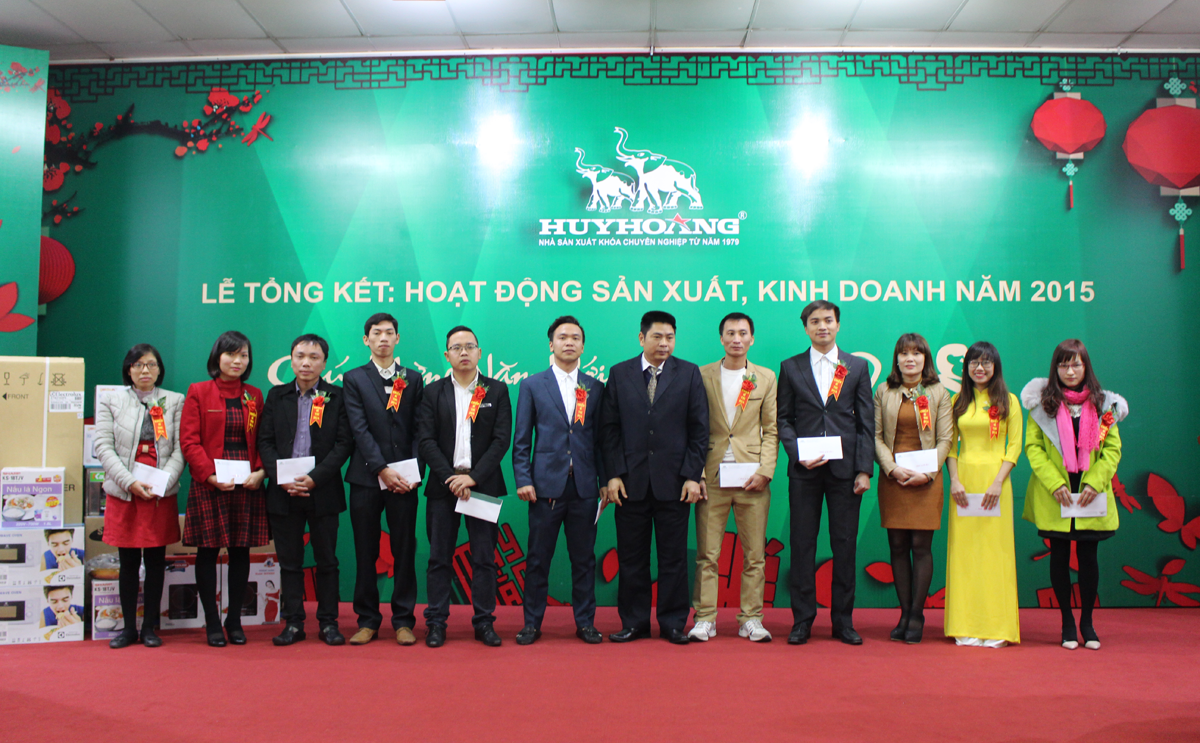 HUYHOANG®
NHÀ SẢN XUẤT KHÓA CHUYÊN NGHIỆP TỪ NĂM 1979
LỄ TỔNG KẾT: HOẠT ĐỘNG SẢN XUẤT, KINH DOANH NĂM 2015
FRONT
Nấu là Ngon